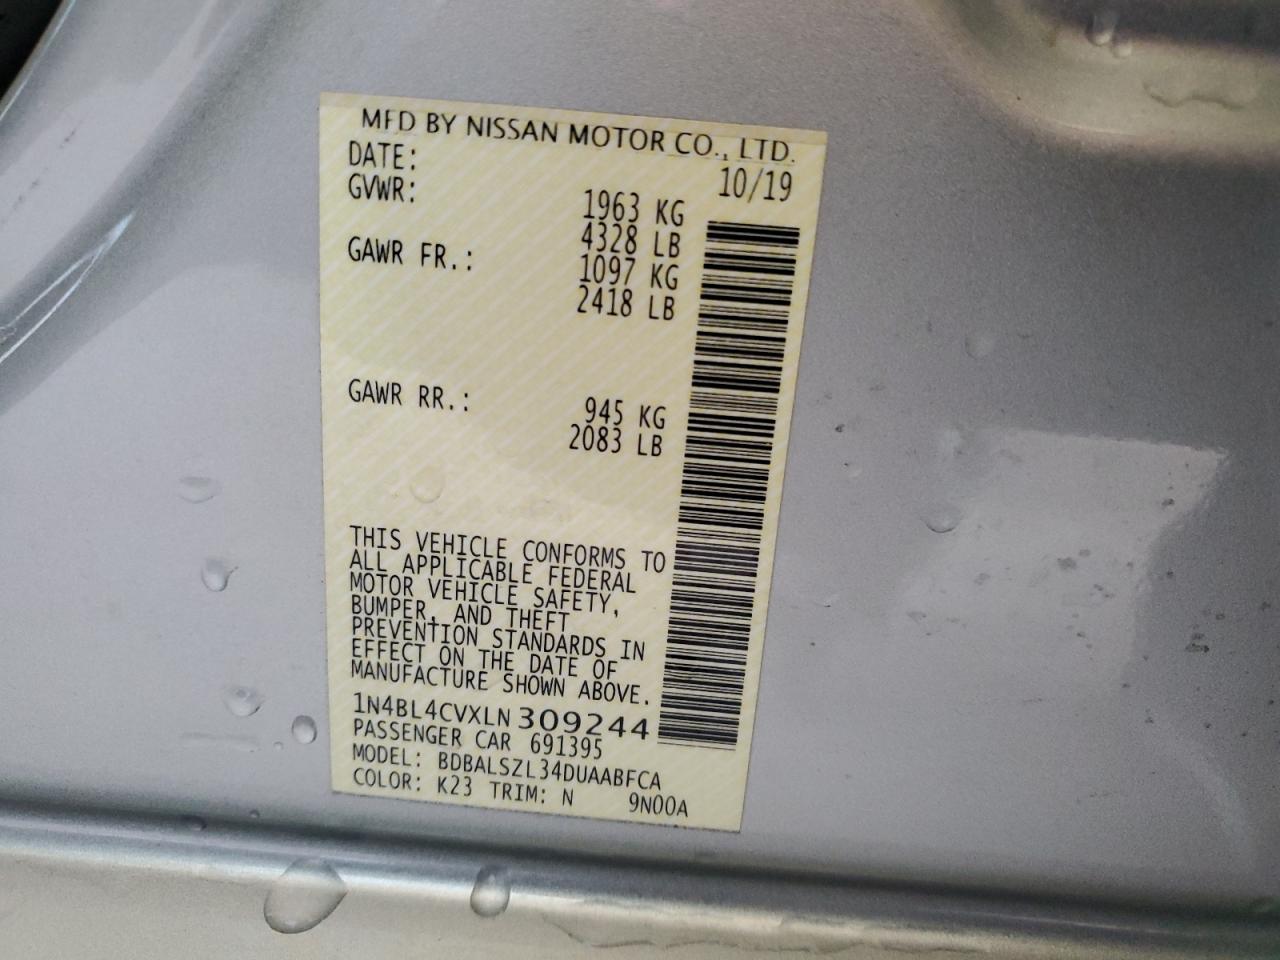 MFD BY NISSAN MOTOR CO., LTD.
DATE: 10/19
GVWR: 1963 KG
4328 LB
GAWR FR.: 1097 KG
2418 LB
GAWR RR.: 945 KG
2083 LB
THIS VEHICLE CONFORMS TO
ALL APPLICABLE FEDERAL
MOTOR VEHICLE SAFETY,
BUMPER, AND THEFT
PREVENTION STANDARDS IN
EFFECT ON THE DATE OF
MANUFACTURE SHOWN ABOVE.
1N4BL4CVXLN309244
PASSENGER CAR 691395
MODEL: BDBALSZL34DUAABFCA
COLOR: K23 TRIM: N 9N00A